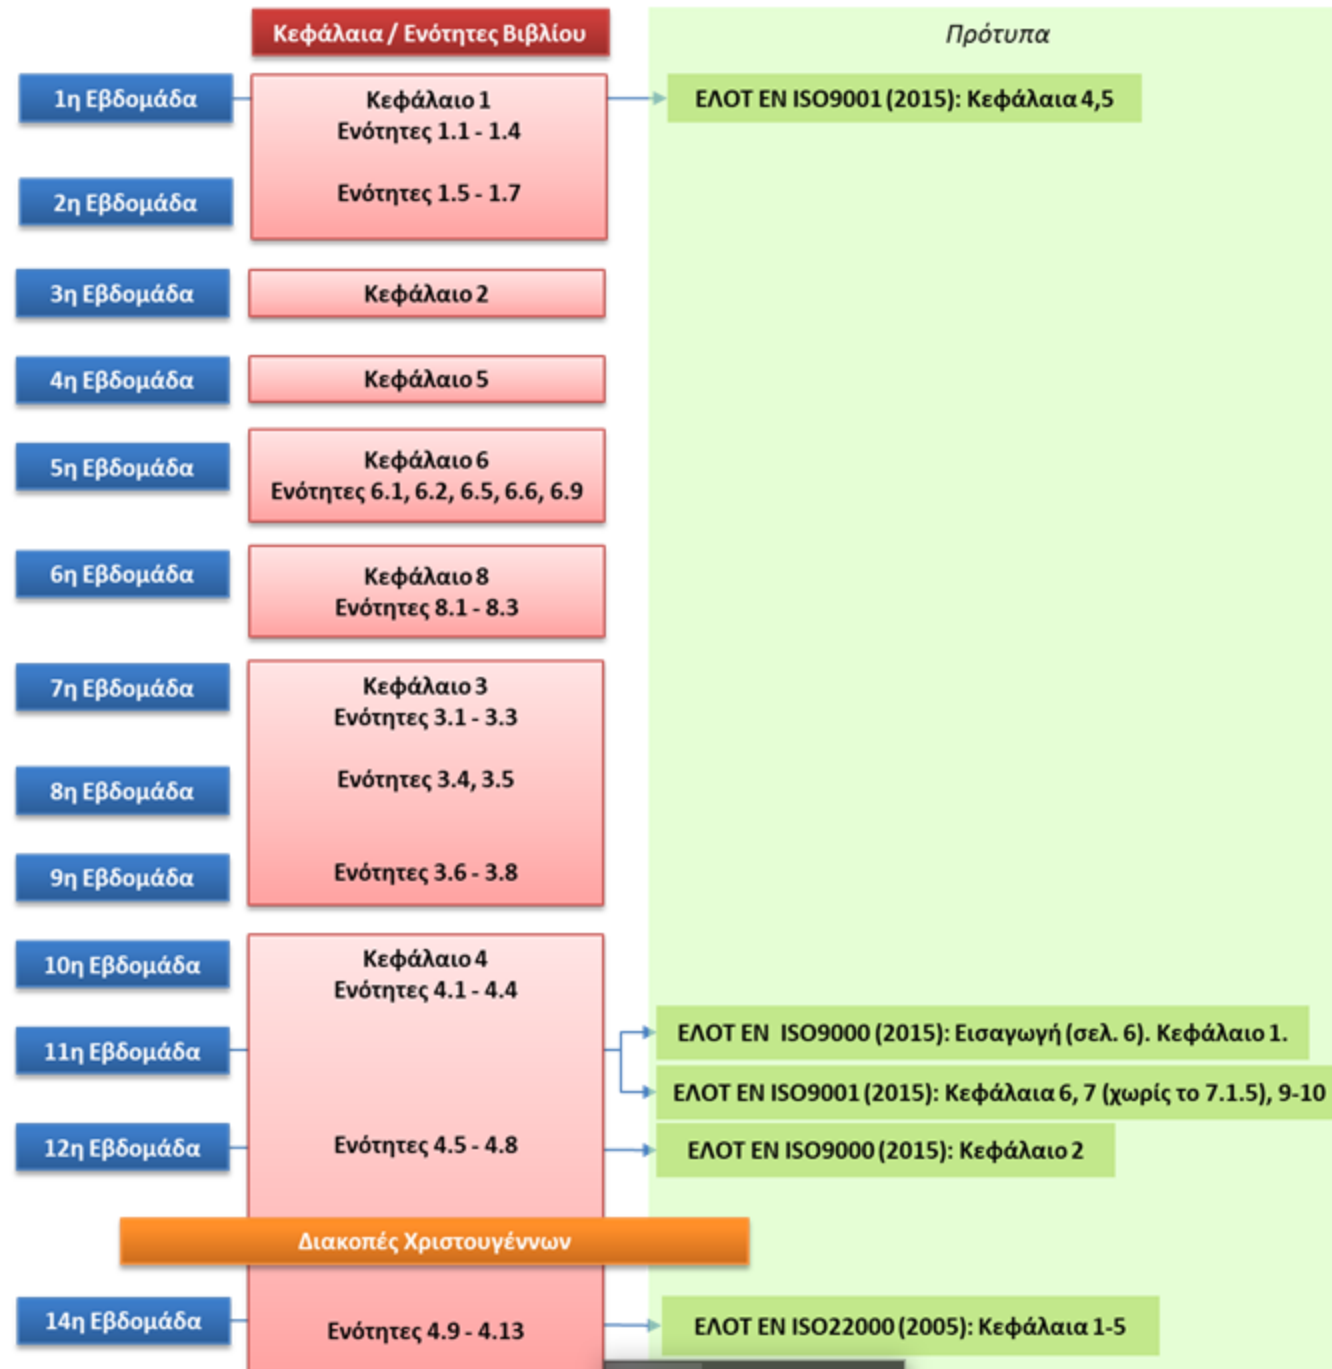 Κεφάλαια / Ενότητες Βιβλίου
Πρότυπα
1η Εβδομάδα
Κεφάλαιο 1
Ενότητες 1.1 - 1.4
ΕΛΟΤ ΕΝ ISO9001 (2015): Κεφάλαια 4,5
2η Εβδομάδα
Ενότητες 1.5 - 1.7
3η Εβδομάδα
Κεφάλαιο 2
4η Εβδομάδα
Κεφάλαιο 5
5η Εβδομάδα
Κεφάλαιο 6
Ενότητες 6.1, 6.2, 6.5, 6.6, 6.9
6η Εβδομάδα
Κεφάλαιο 8
Ενότητες 8.1 - 8.3
7η Εβδομάδα
Κεφάλαιο 3
Ενότητες 3.1 - 3.3
8η Εβδομάδα
Ενότητες 3.4, 3.5
9η Εβδομάδα
Ενότητες 3.6 - 3.8
10η Εβδομάδα
Κεφάλαιο 4
Ενότητες 4.1 - 4.4
11η Εβδομάδα
ΕΛΟΤ ΕΝ ISO9000 (2015): Εισαγωγή (σελ. 6). Κεφάλαιο 1.
ΕΛΟΤ ΕΝ ISO9001 (2015): Κεφάλαια 6, 7 (χωρίς το 7.1.5), 9-10
12η Εβδομάδα
Ενότητες 4.5 - 4.8
ΕΛΟΤ ΕΝ ISO9000 (2015): Κεφάλαιο 2
Διακοπές Χριστουγέννων
14η Εβδομάδα
Ενότητες 4.9 - 4.13
ΕΛΟΤ ΕΝ ISO22000 (2005): Κεφάλαια 1-5